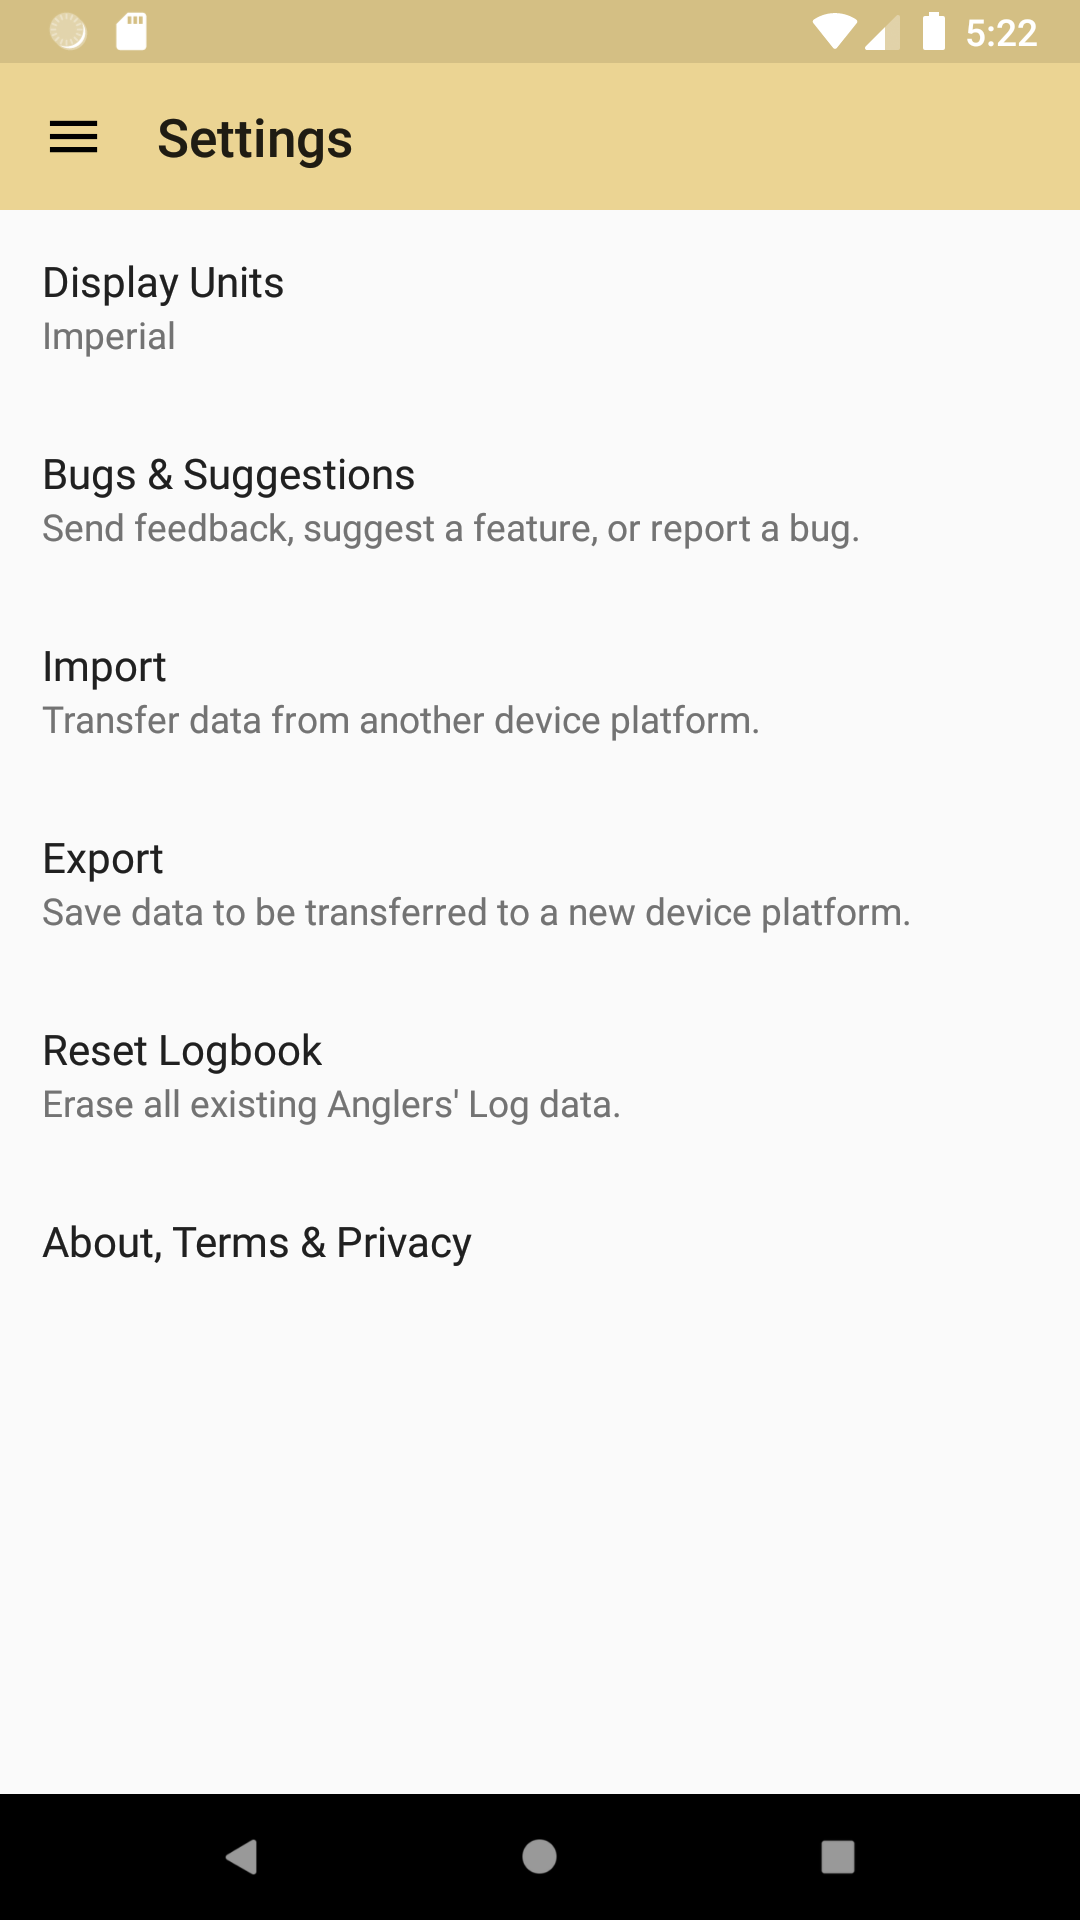 5:22
Settings
Display Units
Imperial
Bugs & Suggestions
Send feedback, suggest a feature, or report a bug.
Import
Transfer data from another device platform.
Export
Save data to be transferred to a new device platform.
Reset Logbook
Erase all existing Anglers' Log data.
About, Terms & Privacy